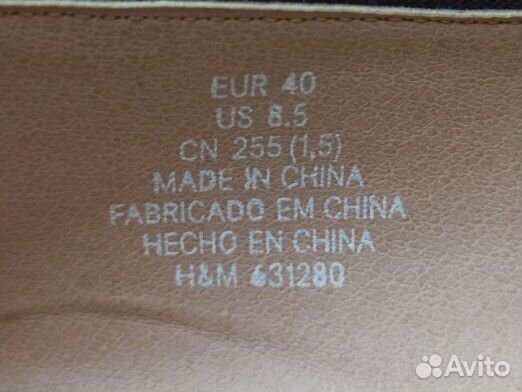 EUR 40
US 8.5
CN 255 (1,5)
MADE IN CHINA
FABRICADO EM CHINA
HECHO EN CHINA
H&M 631280
Avito